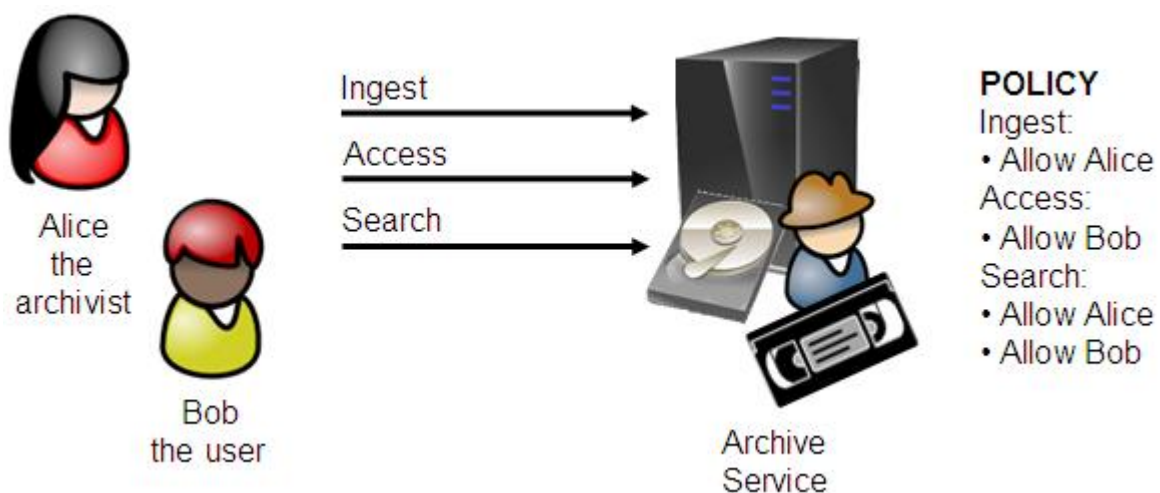 Alice
the
archivist
Bob
the user
Ingest
Access
Search
Archive
Service
POLICY
Ingest:
• Allow Alice
Access:
• Allow Bob
Search:
• Allow Alice
• Allow Bob